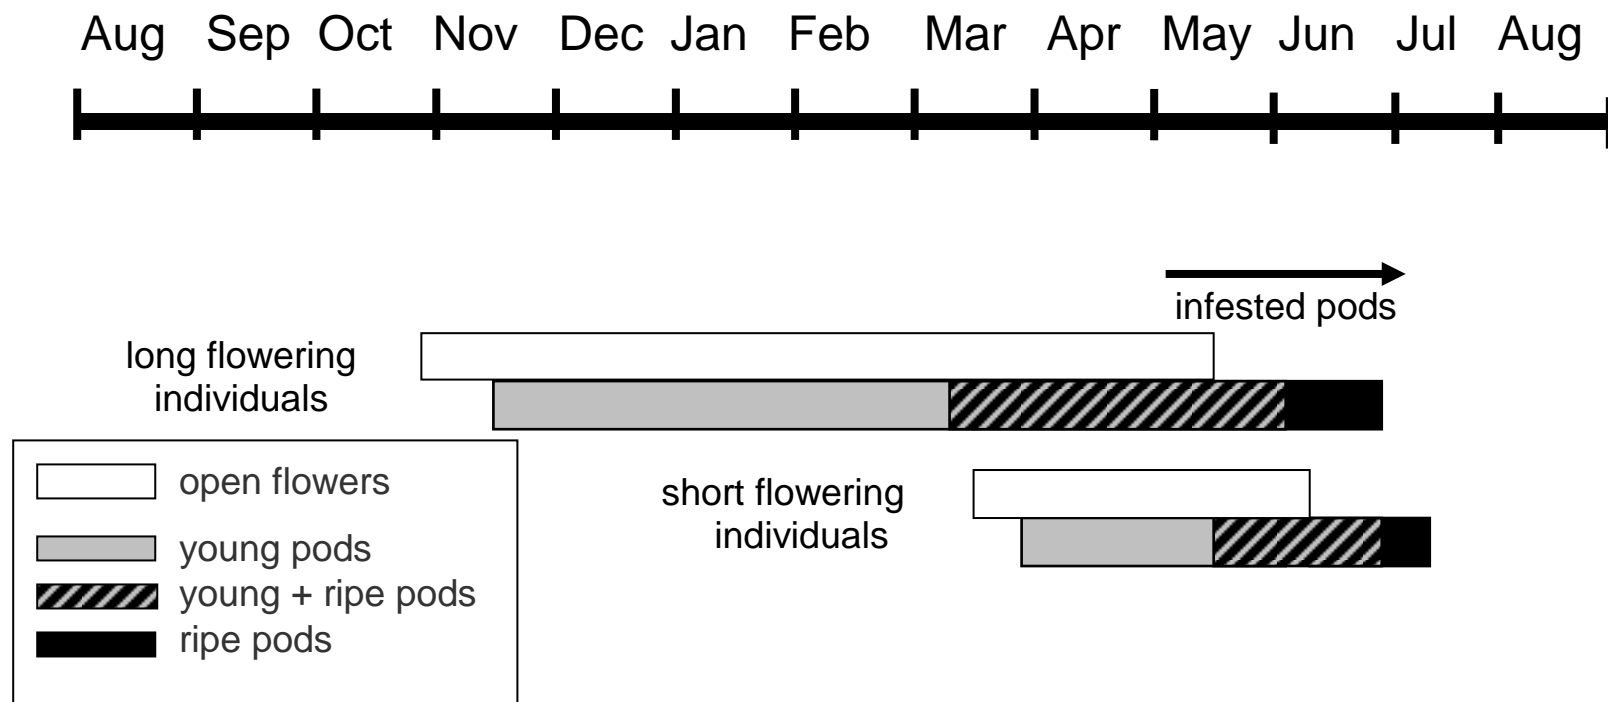 Aug Sep Oct Nov Dec Jan Feb Mar Apr May Jun Jul Aug
infested pods
long flowering
individuals
short flowering
individuals
open flowers
young pods
young + ripe pods
ripe pods